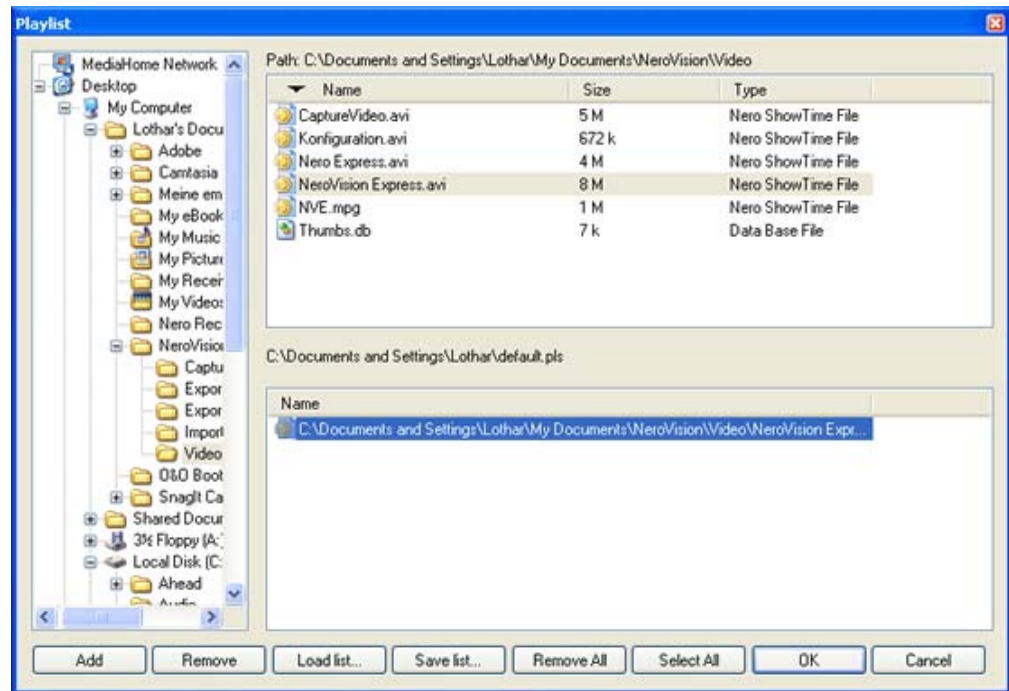 Playlist
MediaHome Network
Desktop
My Computer
Lothar's Docu
Adobe
Camtasia
Meine em
My eBook
My Music
My Picture
My Recei
My Videos
Nero Rec
NeroVision
Captu
Expor
Expor
Import
Video
O&O Boot
SnagIt Ca
Shared Docur
3½ Floppy (A:)
Local Disk (C:
Ahead
Audio
Path: C:\Documents and Settings\Lothar\My Documents\NeroVision\Video
Name Size Type
CaptureVideo.avi 5 M Nero ShowTime File
Konfiguration.avi 672 k Nero ShowTime File
Nero Express.avi 4 M Nero ShowTime File
NeroVision Express.avi 8 M Nero ShowTime File
NVE.mpg 1 M Nero ShowTime File
Thumbs.db 7 k Data Base File
C:\Documents and Settings\Lothar\default.pls
Name
C:\Documents and Settings\Lothar\My Documents\NeroVision\Video\NeroVision Expr...
Add Remove Load list... Save list... Remove All Select All OK Cancel